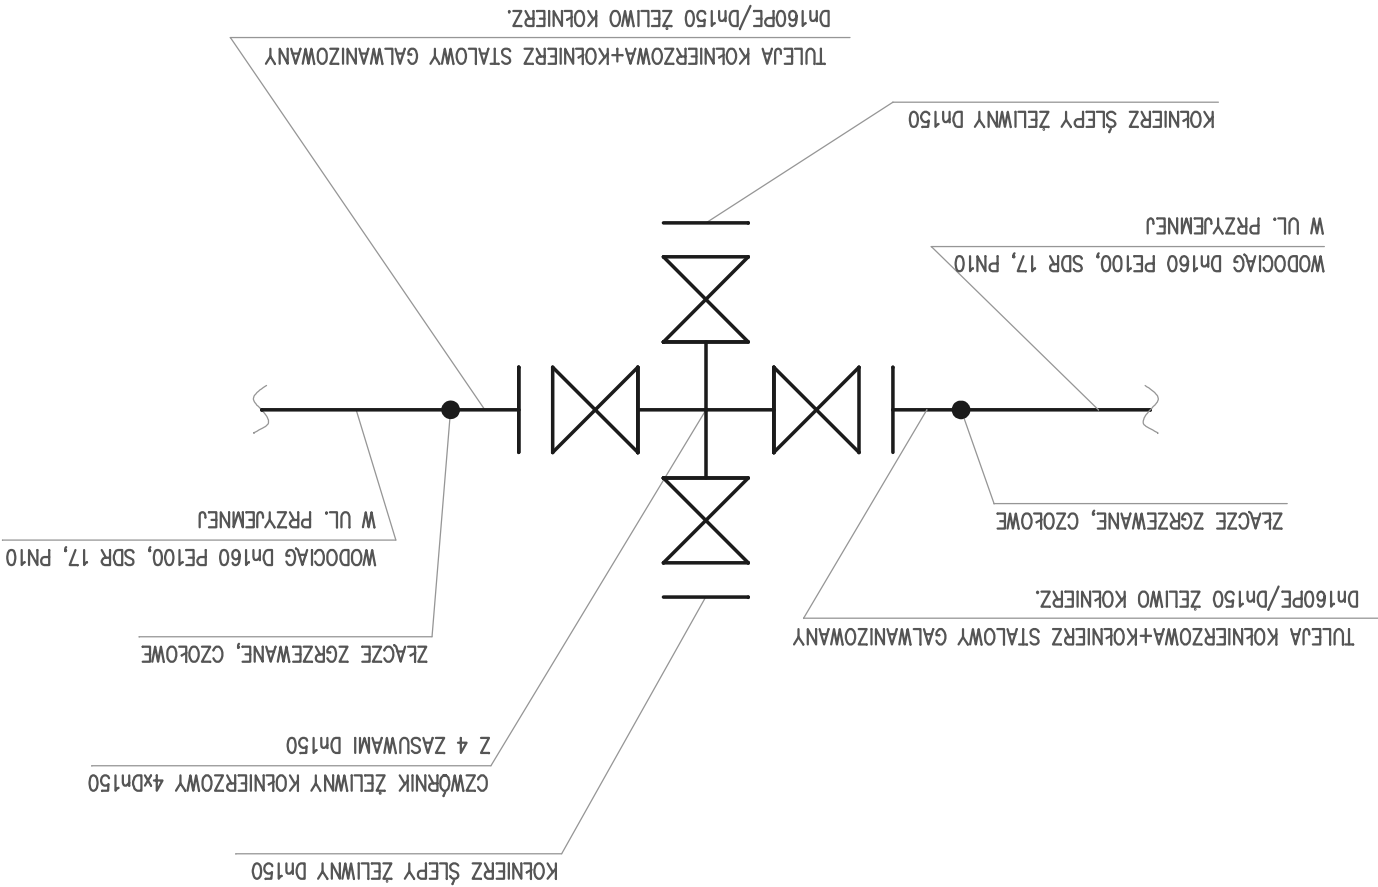 KOŁNIERZ ŚLEPY ŻELIWNY Dn150
CZWÓRNIK ŻELIWNY KOŁNIERZOWY 4xDn150
Z 4 ZASUWAMI Dn150
ZŁĄCZE ZGRZEWANE, CZOŁOWE
TULEJA KOŁNIERZOWA+KOŁNIERZ STALOWY GALWANIZOWANY
Dn160PE/Dn150 ŻELIWO KOŁNIERZ.
WODOCIĄG Dn160 PE100, SDR 17, PN10
W UL. PRZYJEMNEJ
ZŁĄCZE ZGRZEWANE, CZOŁOWE
WODOCIĄG Dn160 PE100, SDR 17, PN10
W UL. PRZYJEMNEJ
KOŁNIERZ ŚLEPY ŻELIWNY Dn150
TULEJA KOŁNIERZOWA+KOŁNIERZ STALOWY GALWANIZOWANY
Dn160PE/Dn150 ŻELIWO KOŁNIERZ.